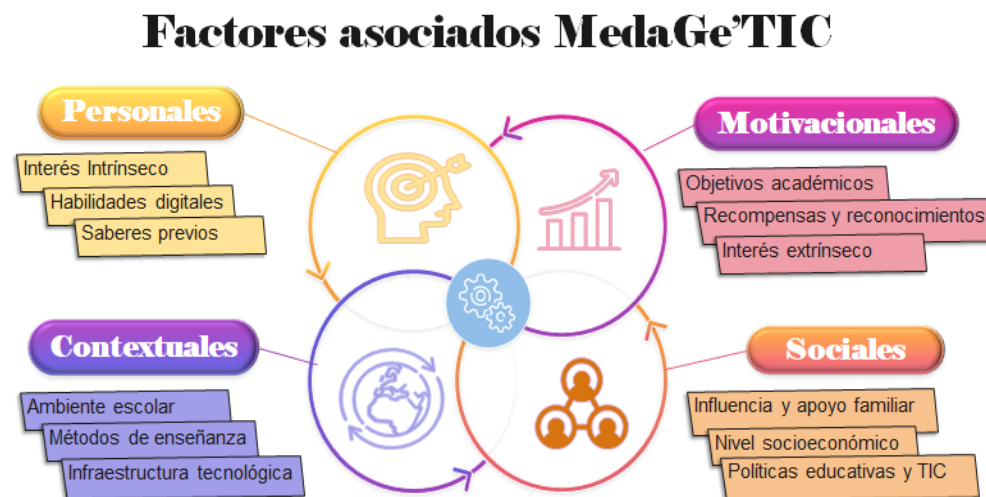 Factores asociados MedaGe'TIC
Personales
Interés Intrínseco
Habilidades digitales
Saberes previos
Motivacionales
Objetivos académicos
Recompensas y reconocimientos
Interés extrínseco
Contextuales
Ambiente escolar
Métodos de enseñanza
Infraestructura tecnológica
Sociales
Influencia y apoyo familiar
Nivel socioeconómico
Políticas educativas y TIC